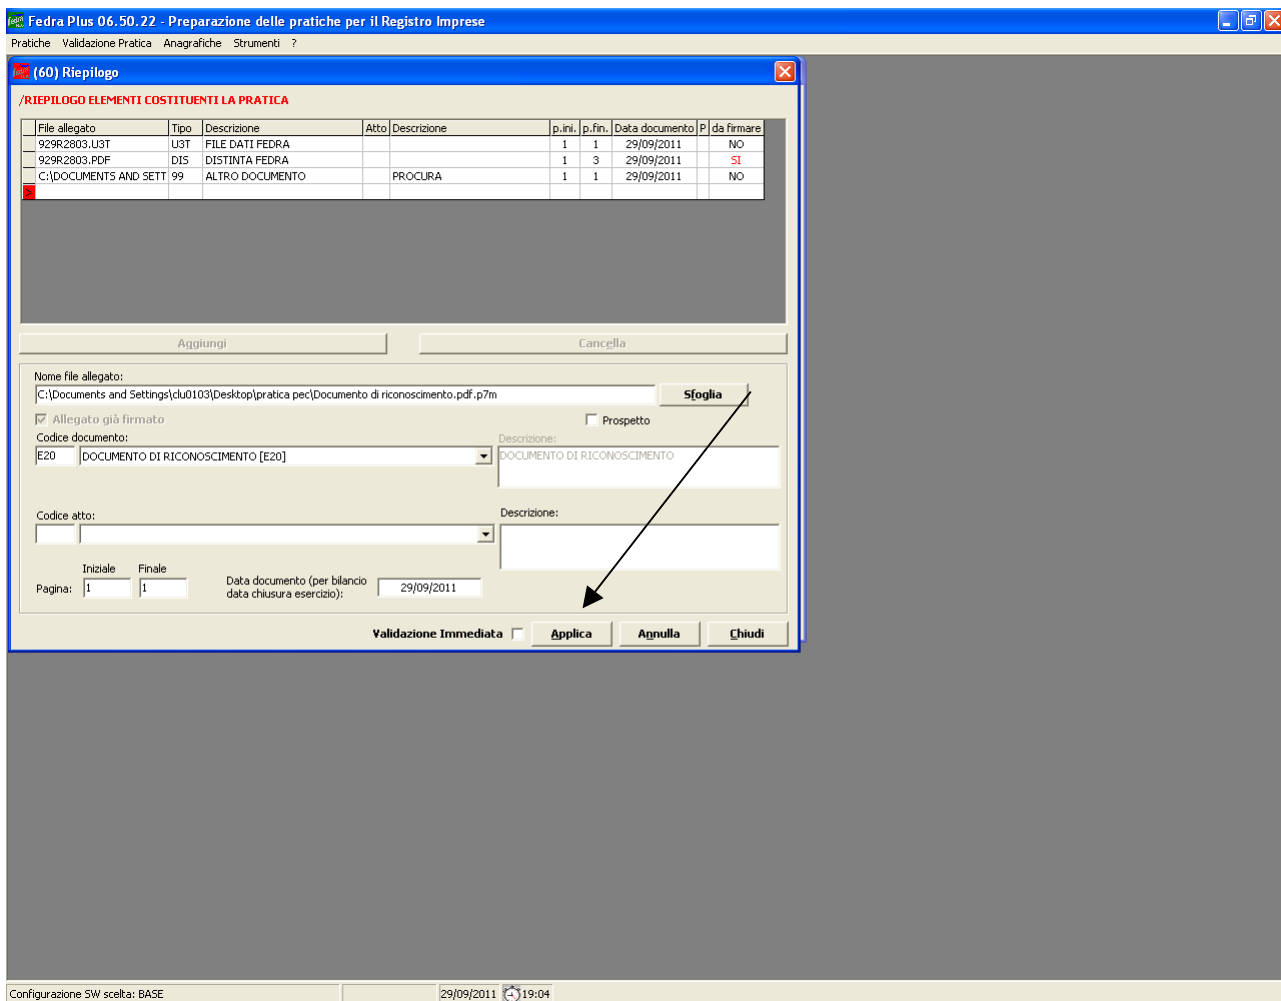 Fedra Plus 06.50.22 - Preparazione delle pratiche per il Registro Imprese
Pratiche Validazione Pratica Anagrafiche Strumenti ?
(60) Riepilogo
/RIEPILOGO ELEMENTI COSTITUENTI LA PRATICA
File allegato Tipo Descrizione Atto Descrizione p.ini. p.fin. Data documento P da firmare
929R2803.U3T U3T FILE DATI FEDRA 1 1 29/09/2011 NO
929R2803.PDF DIS DISTINTA FEDRA 1 3 29/09/2011 SI
C:\DOCUMENTS AND SETT 99 ALTRO DOCUMENTO PROCURA 1 1 29/09/2011 NO
>
Aggiungi Cancella
Nome file allegato:
C:\Documents and Settings\clu0103\Desktop\pratica pec\Documento di riconoscimento.pdf.p7m Sfoglia
Allegato già firmato Prospetto
Codice documento: Descrizione:
E20 DOCUMENTO DI RICONOSCIMENTO [E20] DOCUMENTO DI RICONOSCIMENTO
Codice atto: Descrizione:
Iniziale Finale
Pagina: 1 1 Data documento (per bilancio data chiusura esercizio): 29/09/2011
Validazione Immediata Applica Annulla Chiudi
Configurazione SW scelta: BASE 29/09/2011 19:04